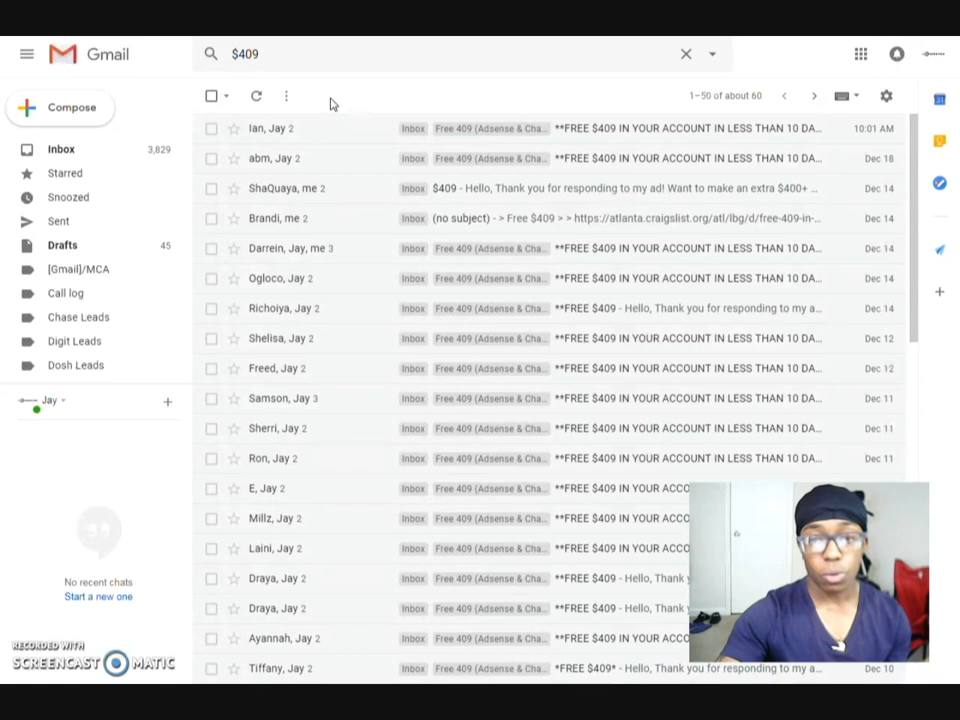 Gmail
$409
Compose
1–50 of about 60
Inbox 3,829
Starred
Snoozed
Sent
Drafts 45
[Gmail]/MCA
Call log
Chase Leads
Digit Leads
Dosh Leads
Jay
No recent chats
Start a new one
Ian, Jay 2 Inbox Free 409 (Adsense & Cha... **FREE $409 IN YOUR ACCOUNT IN LESS THAN 10 DA... 10:01 AM
abm, Jay 2 Inbox Free 409 (Adsense & Cha... **FREE $409 IN YOUR ACCOUNT IN LESS THAN 10 DA... Dec 18
ShaQuaya, me 2 Inbox $409 - Hello, Thank you for responding to my ad! Want to make an extra $400+ ... Dec 14
Brandi, me 2 Inbox (no subject) - > Free $409 > > https://atlanta.craigslist.org/atl/lbg/d/free-409-in-... Dec 14
Darrein, Jay, me 3 Inbox Free 409 (Adsense & Cha... **FREE $409 IN YOUR ACCOUNT IN LESS THAN 10 DA... Dec 14
Ogloco, Jay 2 Inbox Free 409 (Adsense & Cha... **FREE $409 IN YOUR ACCOUNT IN LESS THAN 10 DA... Dec 14
Richoiya, Jay 2 Inbox Free 409 (Adsense & Cha... **FREE $409 - Hello, Thank you for responding to my a... Dec 14
Shelisa, Jay 2 Inbox Free 409 (Adsense & Cha... **FREE $409 IN YOUR ACCOUNT IN LESS THAN 10 DA... Dec 12
Freed, Jay 2 Inbox Free 409 (Adsense & Cha... **FREE $409 IN YOUR ACCOUNT IN LESS THAN 10 DA... Dec 12
Samson, Jay 3 Inbox Free 409 (Adsense & Cha... **FREE $409 IN YOUR ACCOUNT IN LESS THAN 10 DA... Dec 11
Sherri, Jay 2 Inbox Free 409 (Adsense & Cha... **FREE $409 IN YOUR ACCOUNT IN LESS THAN 10 DA... Dec 11
Ron, Jay 2 Inbox Free 409 (Adsense & Cha... **FREE $409 IN YOUR ACCOUNT IN LESS THAN 10 DA... Dec 11
E, Jay 2 Inbox Free 409 (Adsense & Cha... **FREE $409 IN YOUR ACCO
Millz, Jay 2 Inbox Free 409 (Adsense & Cha... **FREE $409 IN YOUR ACCO
Laini, Jay 2 Inbox Free 409 (Adsense & Cha... **FREE $409 IN YOUR ACCO
Draya, Jay 2 Inbox Free 409 (Adsense & Cha... **FREE $409 - Hello, Thank y
Draya, Jay 2 Inbox Free 409 (Adsense & Cha... **FREE $409 - Hello, Thank y
Ayannah, Jay 2 Inbox Free 409 (Adsense & Cha... **FREE $409 IN YOUR ACCO
Tiffany, Jay 2 Inbox Free 409 (Adsense & Cha... *FREE $409* - Hello, Thank you for responding to my a... Dec 10
RECORDED WITH
SCREENCAST MATIC